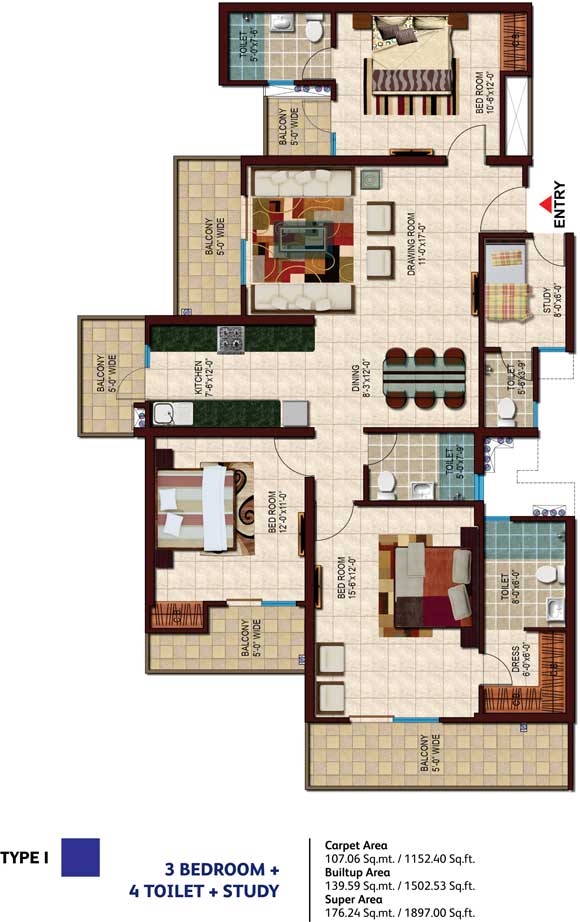 TOILET
5'-0"x7'-6"
C.B.
BED ROOM
10'-6"x12'-0"
BALCONY
5'-0" WIDE
ENTRY
BALCONY
5'-0" WIDE
DRAWING ROOM
11'-0"x17'-0"
STUDY
8'-0"x6'-0"
BALCONY
5'-0" WIDE
KITCHEN
7'-6"x12'-0"
DINING
8'-3"x12'-0"
TOILET
5'-6"x3'-9"
TOILET
5'-0"x7'-9"
BED ROOM
12'-0"x11'-0"
BED ROOM
15'-6"x12'-0"
TOILET
8'-0"x6'-0"
C.B.
BALCONY
5'-0" WIDE
DRESS
6'-0"x6'-0"
C.B.
C.B.
BALCONY
5'-0" WIDE
TYPE I
3 BEDROOM +
4 TOILET + STUDY
Carpet Area
107.06 Sq.mt. / 1152.40 Sq.ft.
Builtup Area
139.59 Sq.mt. / 1502.53 Sq.ft.
Super Area
176.24 Sq.mt. / 1897.00 Sq.ft.